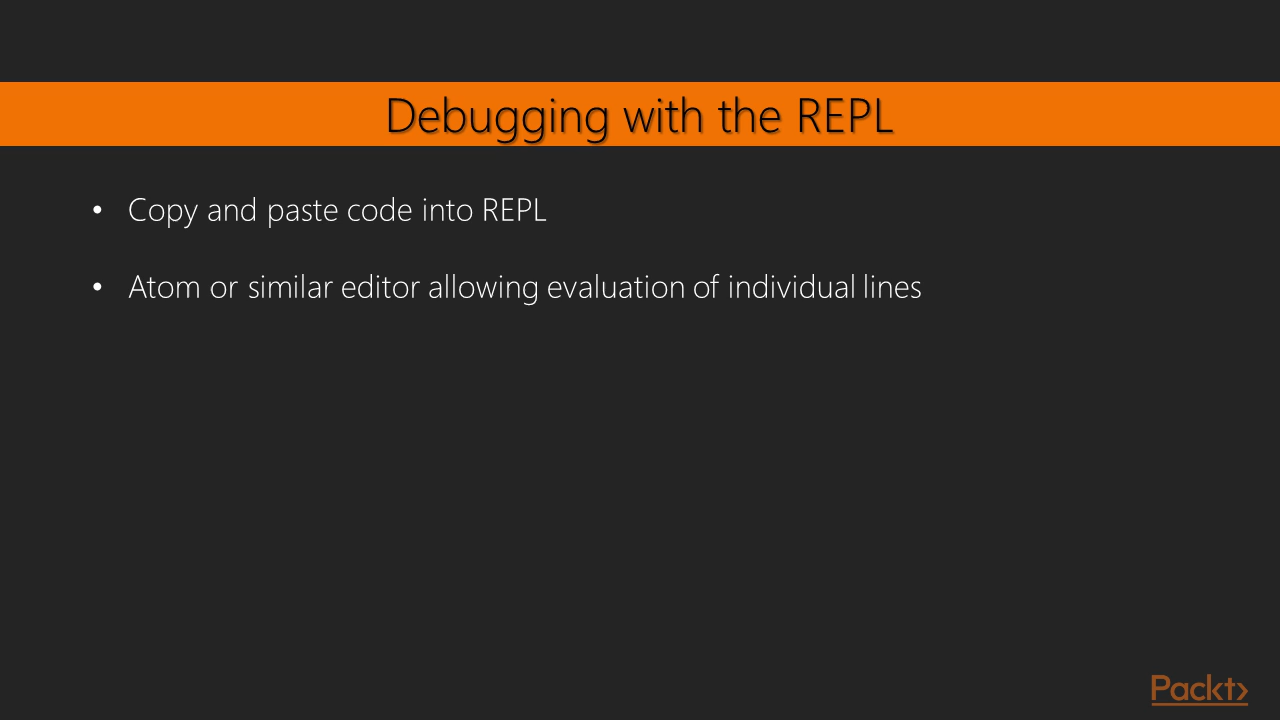 Debugging with the REPL
• Copy and paste code into REPL
• Atom or similar editor allowing evaluation of individual lines
Packt>